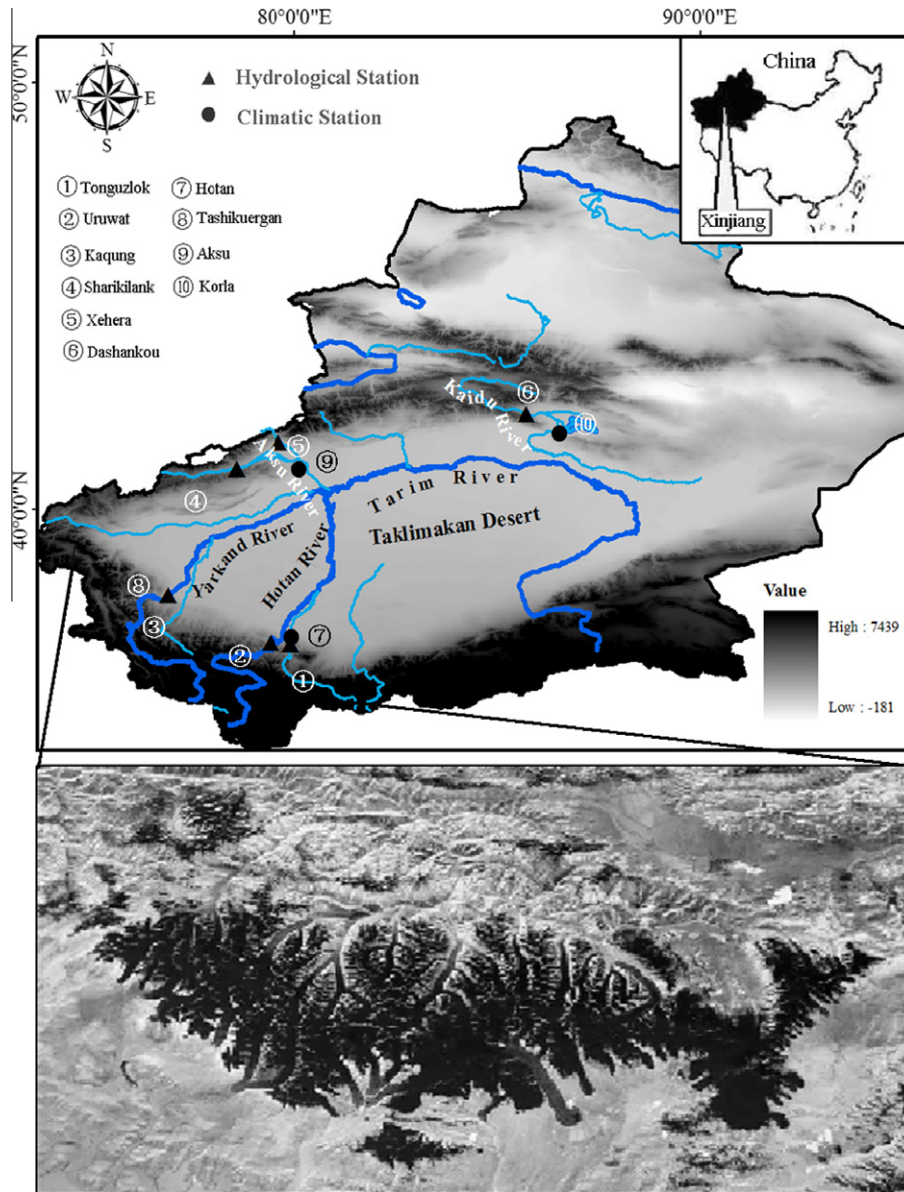 80°0'0"E
90°0'0"E
50°0'0"N
40°0'0"N
N
W
E
S
▲ Hydrological Station
● Climatic Station
① Tonguzlok
② Uruwat
③ Kaqung
④ Sharikilank
⑤ Xehera
⑥ Dashankou
⑦ Hotan
⑧ Tashikuergan
⑨ Aksu
⑩ Korla
China
Xinjiang
Kaidu River
⑥
⑩
⑤
Aksu River
⑨
④
Tarim River
Taklimakan Desert
Yarkand River
Hotan River
⑧
③
②
⑦
①
Value
High : 7439
Low : -181